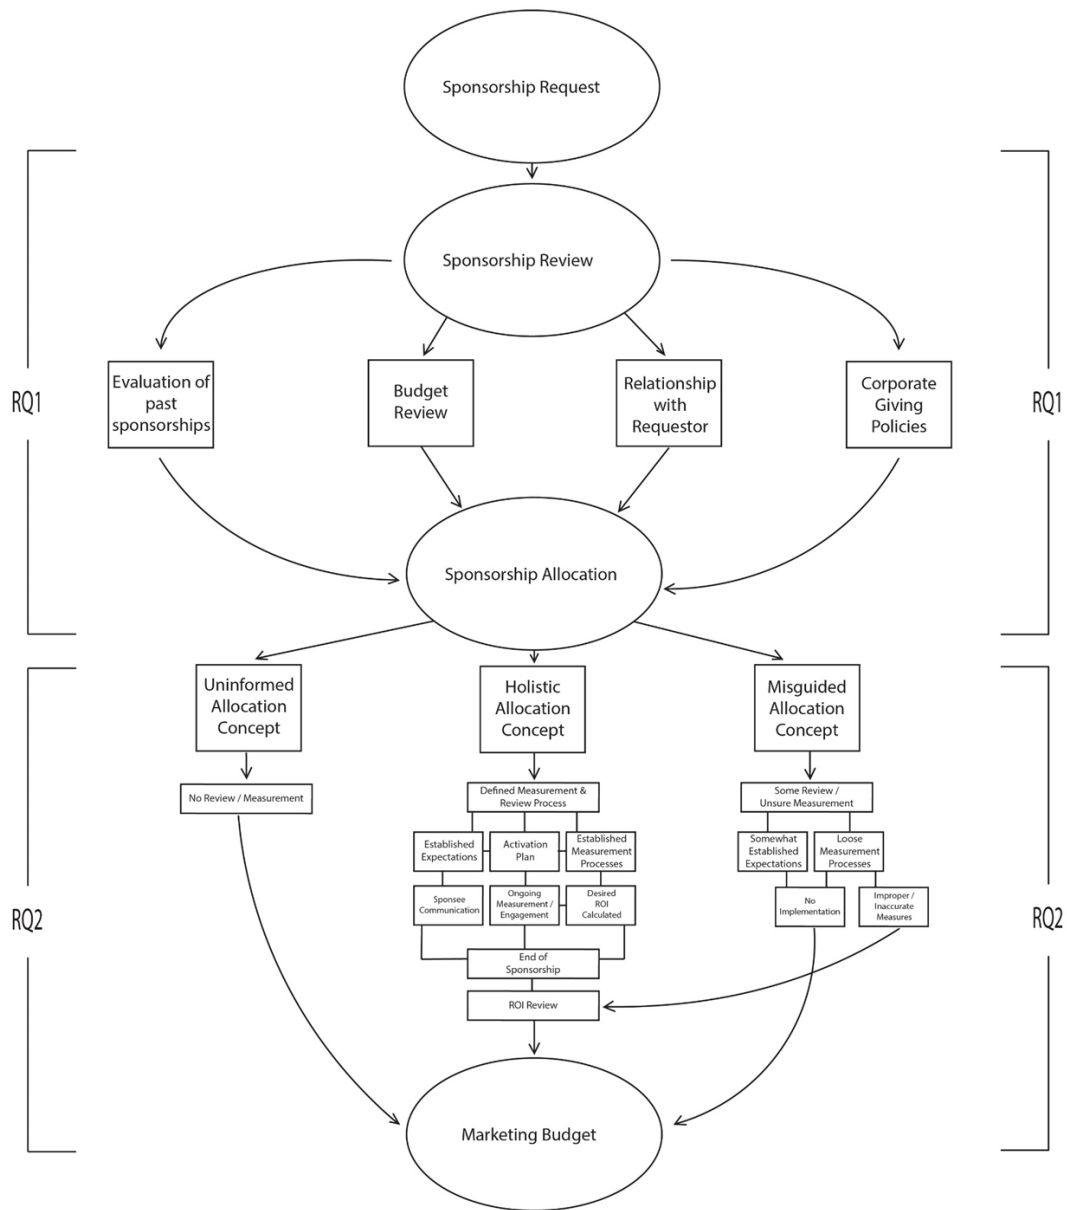 Sponsorship Request
Sponsorship Review
RQ1
RQ1
Evaluation of
past
sponsorships
Budget
Review
Relationship
with
Requestor
Corporate
Giving
Policies
Sponsorship Allocation
Uninformed
Allocation
Concept
Holistic
Allocation
Concept
Misguided
Allocation
Concept
No Review / Measurement
Defined Measurement &
Review Process
Some Review /
Unsure Measurement
Established
Expectations
Activation
Plan
Established
Measurement
Processes
Somewhat
Established
Expectations
Loose
Measurement
Processes
Sponsee
Communication
Ongoing
Measurement /
Engagement
Desired
ROI
Calculated
No
Implementation
Improper /
Inaccurate
Measures
RQ2
RQ2
End of
Sponsorship
ROI Review
Marketing Budget